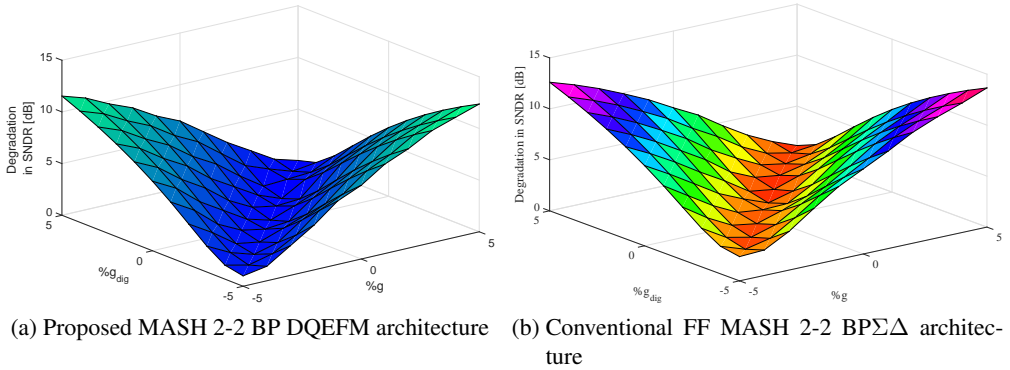 15
10
5
0
Degradation
in SNDR [dB]
5
0
-5
%g_dig
-5
0
5
%g
15
10
5
0
Degradation in SNDR [dB]
5
0
-5
%g_dig
-5
0
5
%g
(a) Proposed MASH 2-2 BP DQEFM architecture
(b) Conventional FF MASH 2-2 BPΣΔ architec-
ture